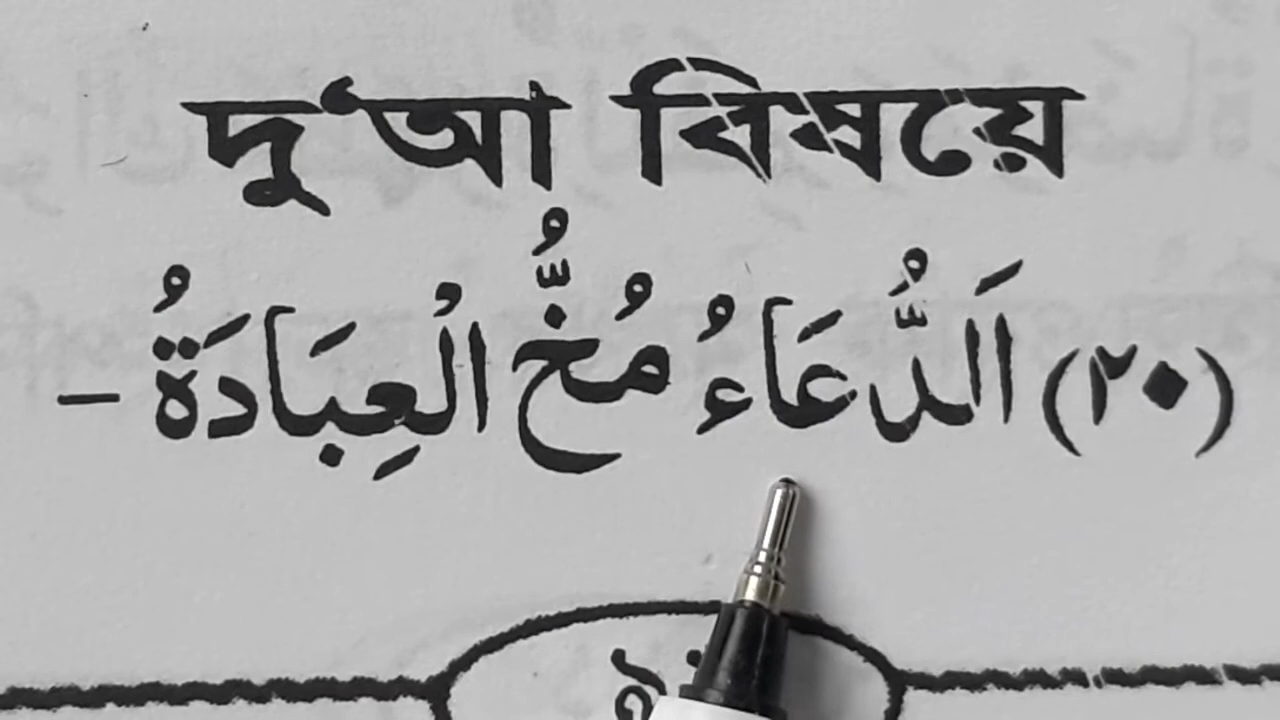 দু‘আ বিষয়ে
(٢٠) اَلدُّعَاءُ مُخُّ الْعِبَادَةُ –